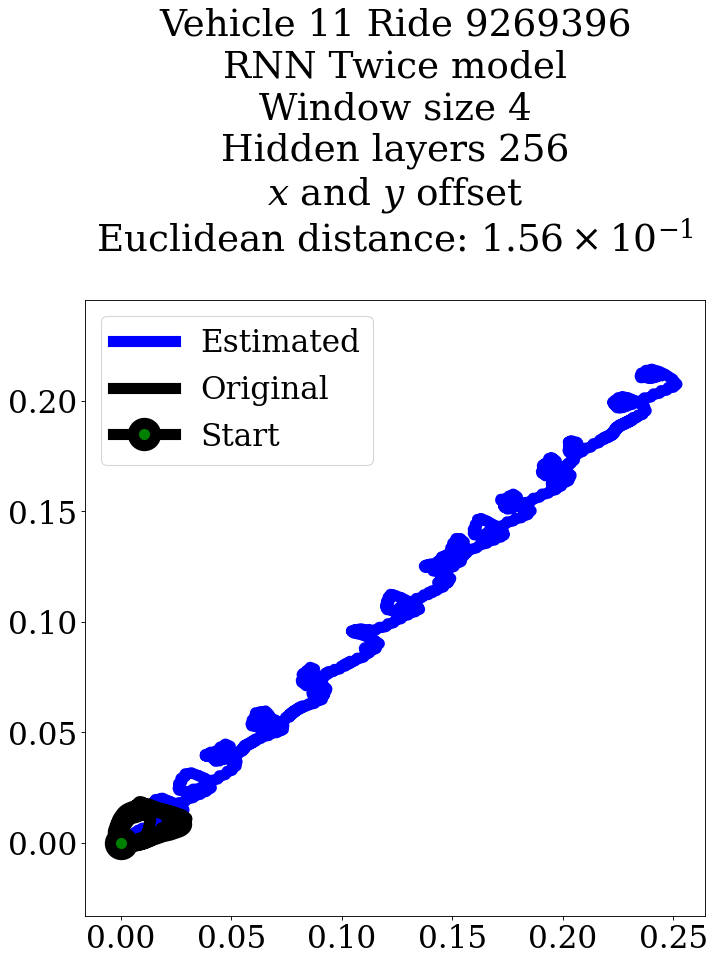 Vehicle 11 Ride 9269396
RNN Twice model
Window size 4
Hidden layers 256
x and y offset
Euclidean distance: 1.56 × 10⁻¹
Estimated
Original
Start
0.20
0.15
0.10
0.05
0.00
0.00 0.05 0.10 0.15 0.20 0.25